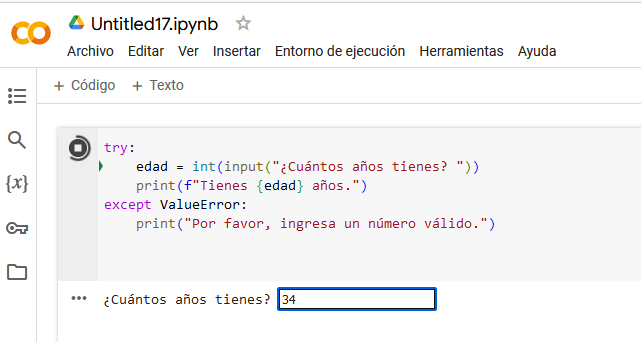 Untitled17.ipynb
Archivo Editar Ver Insertar Entorno de ejecución Herramientas Ayuda
+ Código + Texto
{x}
try:
    edad = int(input("¿Cuántos años tienes? "))
    print(f"Tienes {edad} años.")
except ValueError:
    print("Por favor, ingresa un número válido.")
¿Cuántos años tienes? 34